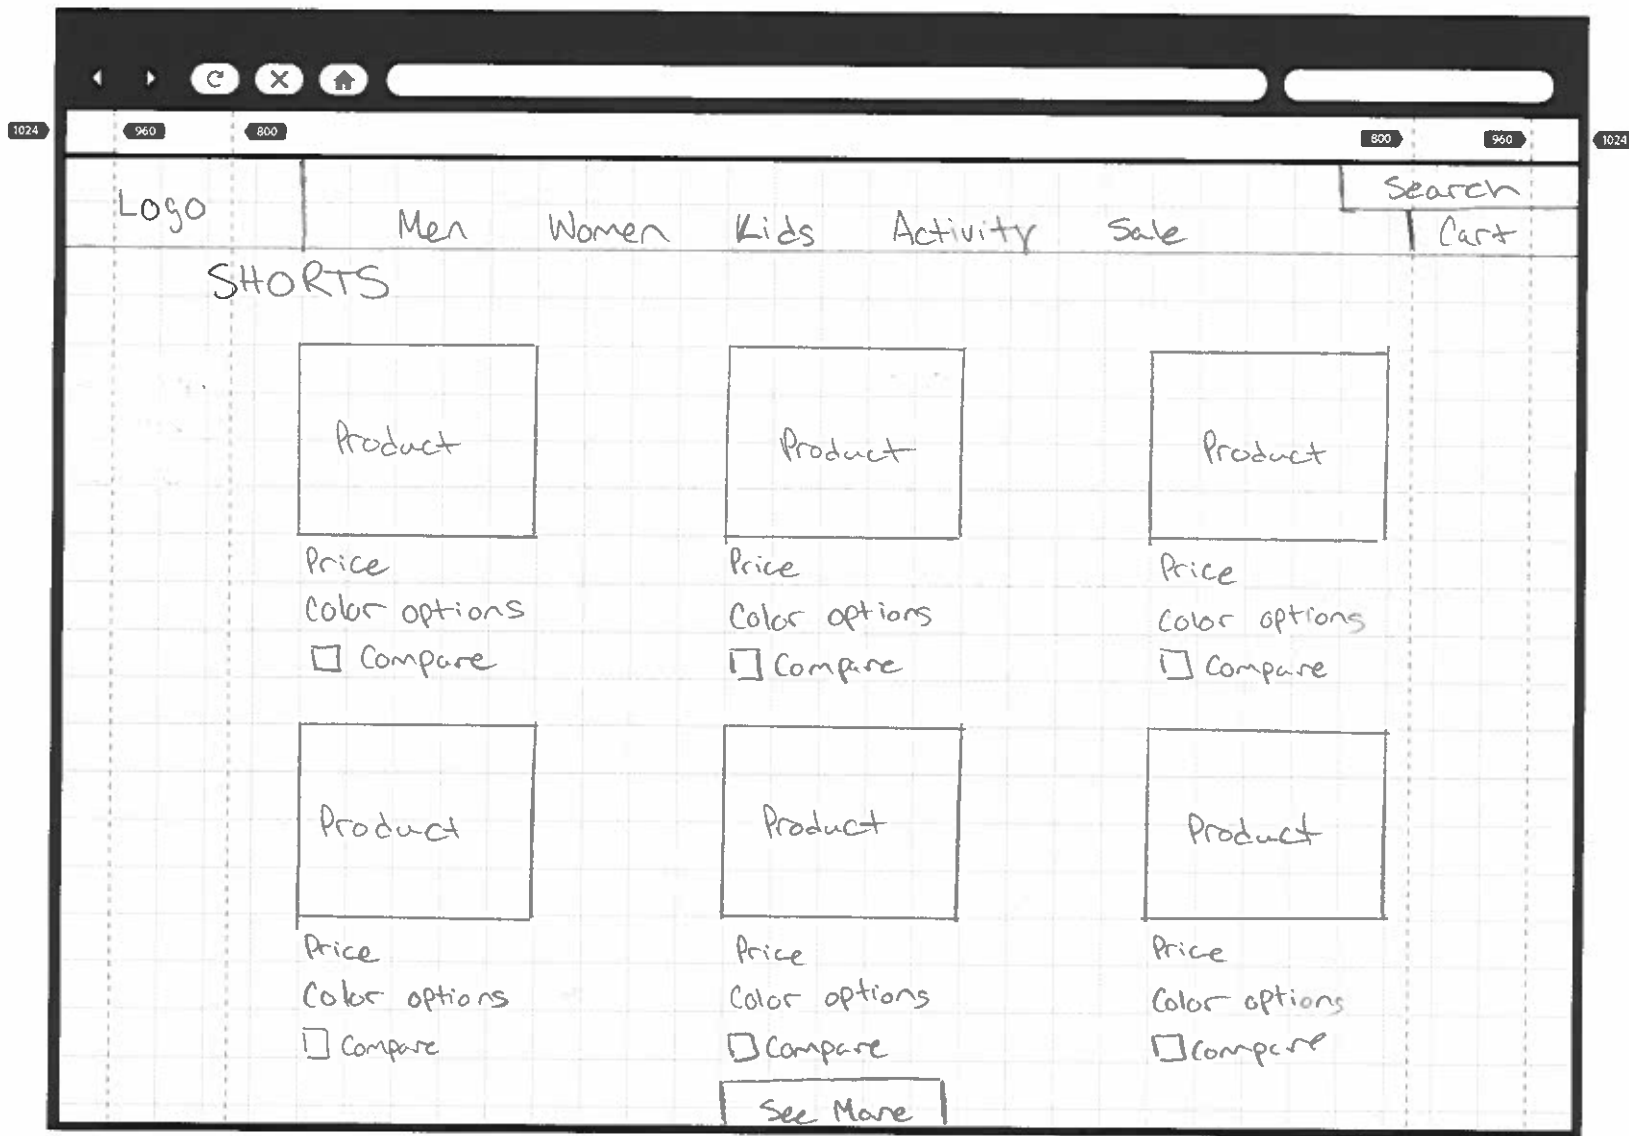 1024 960 800 800 960 1024
Search
Logo
Men Women Kids Activity Sale Cart
SHORTS
Product Product Product
Price Price Price
Color options Color options Color options
Compare Compare Compare
Product Product Product
Price Price Price
Color options Color options Color options
Compare Compare Compare
See More